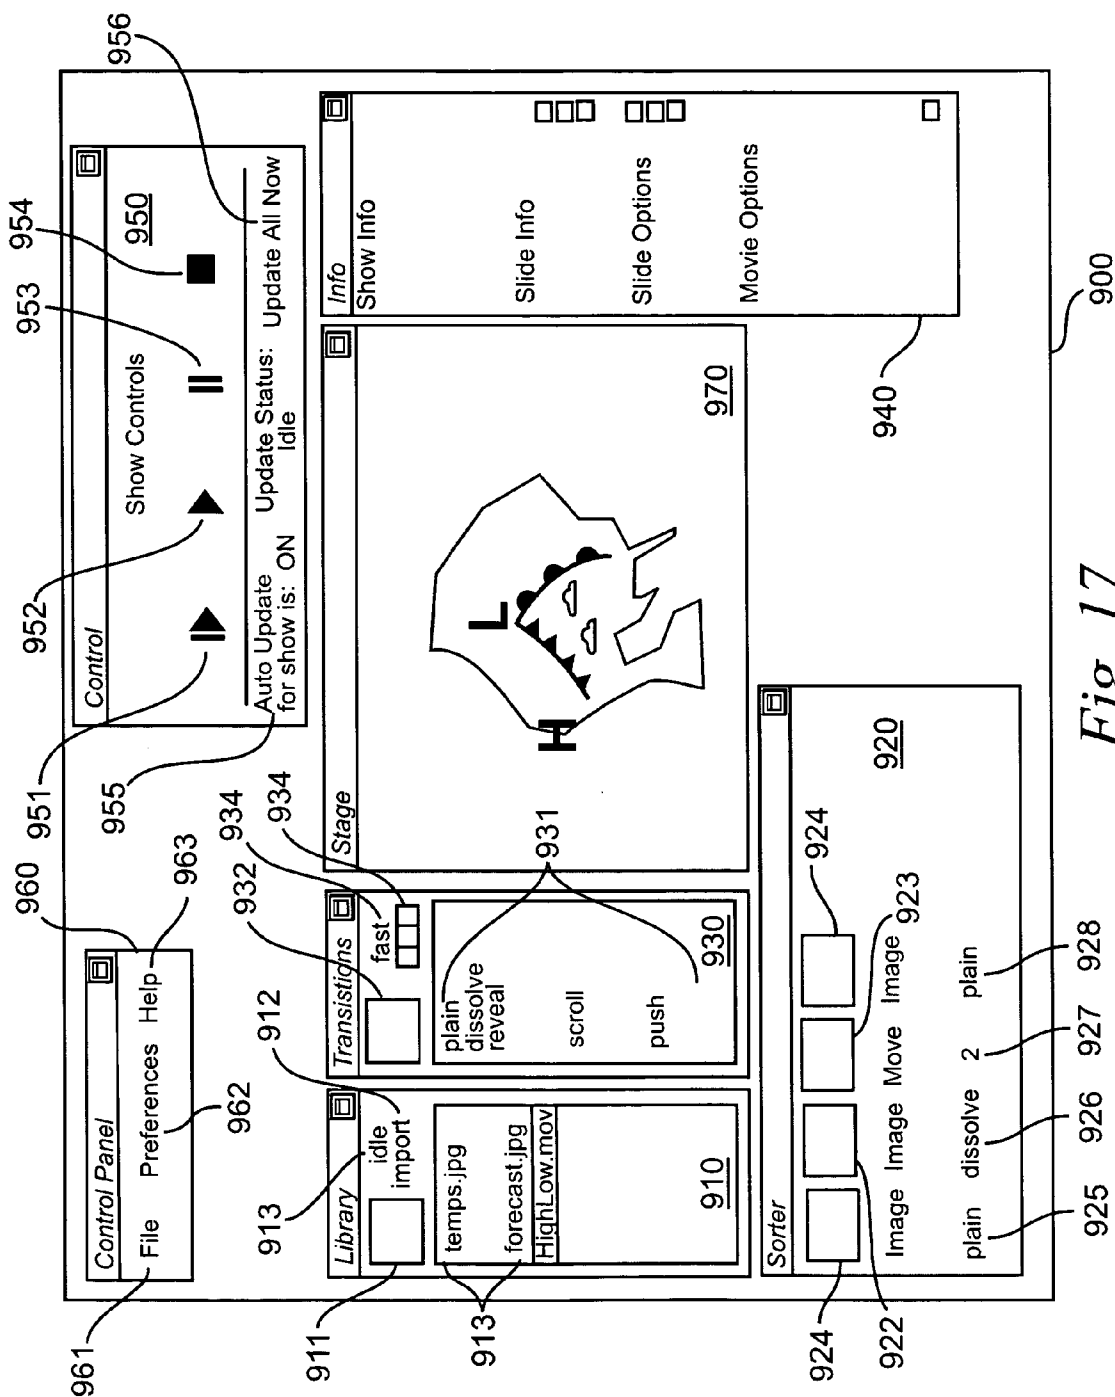 960
961
Control Panel
File Preferences Help
962
963
951
952
953
954
955
956
Control
Show Controls
950
Auto Update
for show is: ON
Update Status:
Idle
Update All Now
913
912
911
Library
idle
import
temps.jpg
forecast.jpg
HighLow.mov
910
913
932
934
934
Transistions
fast
plain
dissolve
reveal
scroll
push
930
931
Stage
L
H
970
Info
Show Info
Slide Info
Slide Options
Movie Options
940
Sorter
924
923
920
Image Image Move Image
plain dissolve 2 plain
924
922
925
926
927
928
900
Fig. 17